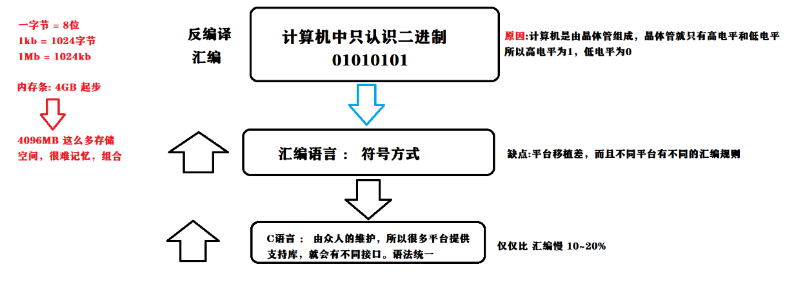 一字节 = 8位
1kb = 1024字节
1Mb = 1024kb
内存条: 4GB 起步
4096MB 这么多存储
空间，很难记忆，组合
反编译
汇编
计算机中只认识二进制
01010101
原因:计算机是由晶体管组成，晶体管就只有高电平和低电平
所以高电平为1，低电平为0
汇编语言 ： 符号方式
缺点:平台移植差，而且不同平台有不同的汇编规则
C语言 ： 由众人的维护，所以很多平台提供
支持库，就会有不同接口。语法统一
仅仅比 汇编慢 10~20%